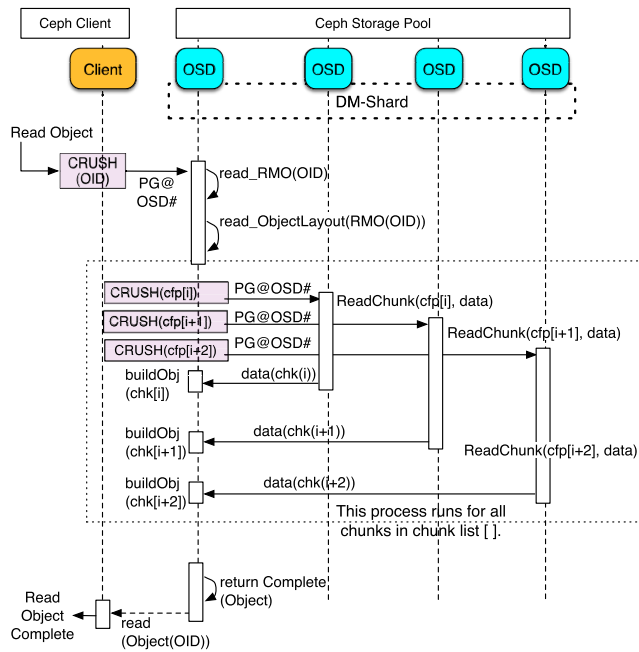 Ceph Client
Ceph Storage Pool
Client
OSD
OSD
OSD
OSD
DM-Shard
Read Object
CRUSH
(OID)
PG@
OSD#
read_RMO(OID)
read_ObjectLayout(RMO(OID))
CRUSH(cfp[i])
PG@OSD#
ReadChunk(cfp[i], data)
CRUSH(cfp[i+1])
PG@OSD#
ReadChunk(cfp[i+1], data)
CRUSH(cfp[i+2])
PG@OSD#
buildObj
(chk[i])
data(chk(i))
buildObj
(chk[i+1])
data(chk(i+1))
ReadChunk(cfp[i+2], data)
buildObj
(chk[i+2])
data(chk(i+2))
This process runs for all
chunks in chunk list [ ].
return Complete
(Object)
Read
Object
Complete
read
(Object(OID))